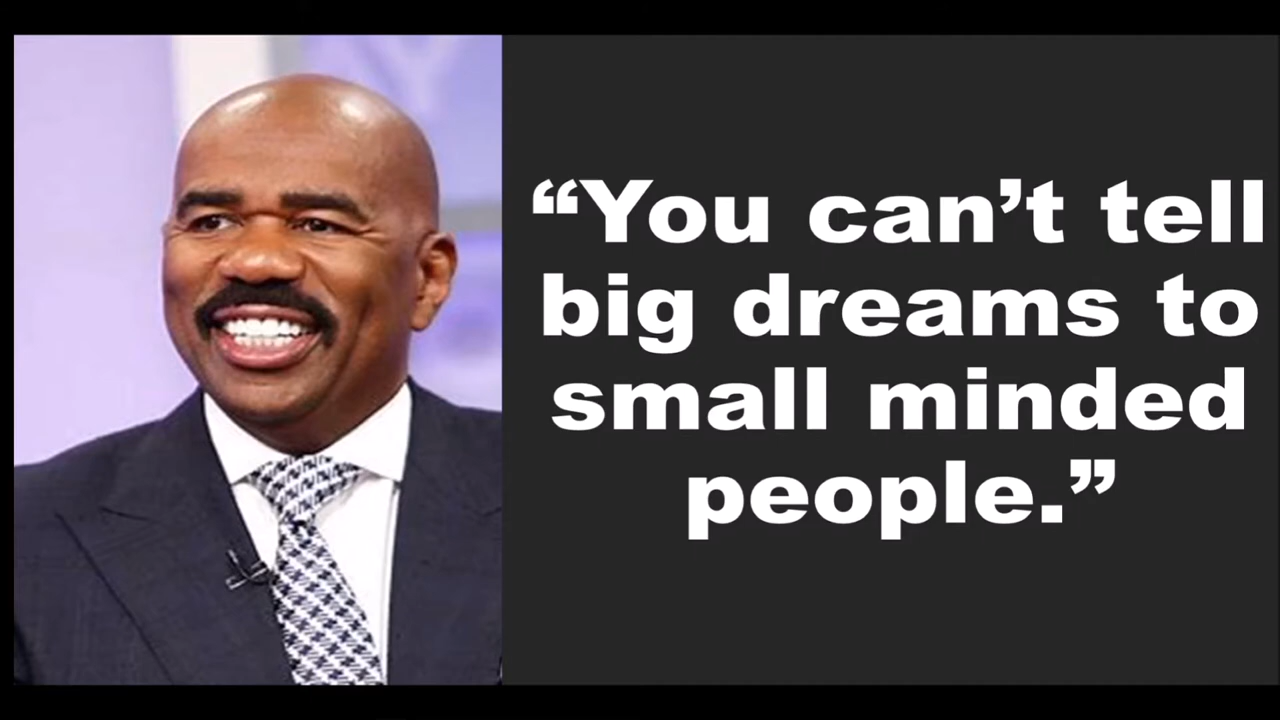 “You can’t tell
big dreams to
small minded
people.”